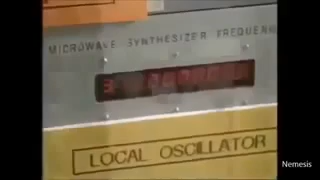 MICROWAVE SYNTHESIZER FREQUEN
LOCAL OSCILLATOR
Nemesis